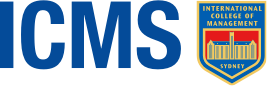 ICMS
INTERNATIONAL
COLLEGE OF
MANAGEMENT
SYDNEY